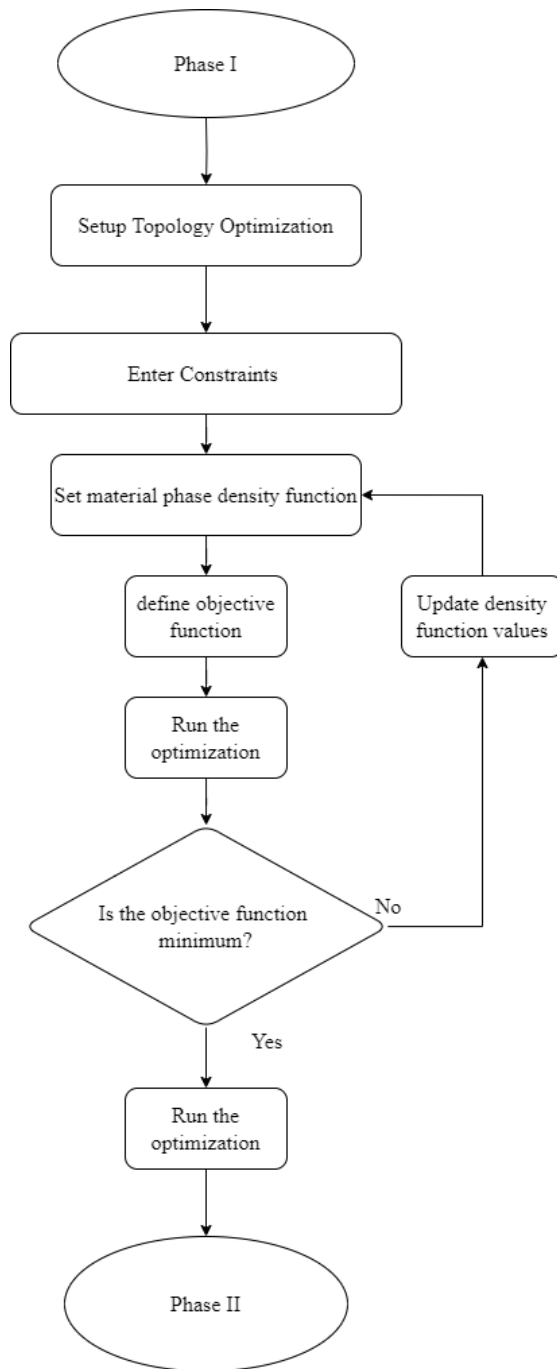 Phase I
Setup Topology Optimization
Enter Constraints
Set material phase density function
define objective
function
Update density
function values
Run the
optimization
Is the objective function
minimum?
No
Yes
Run the
optimization
Phase II